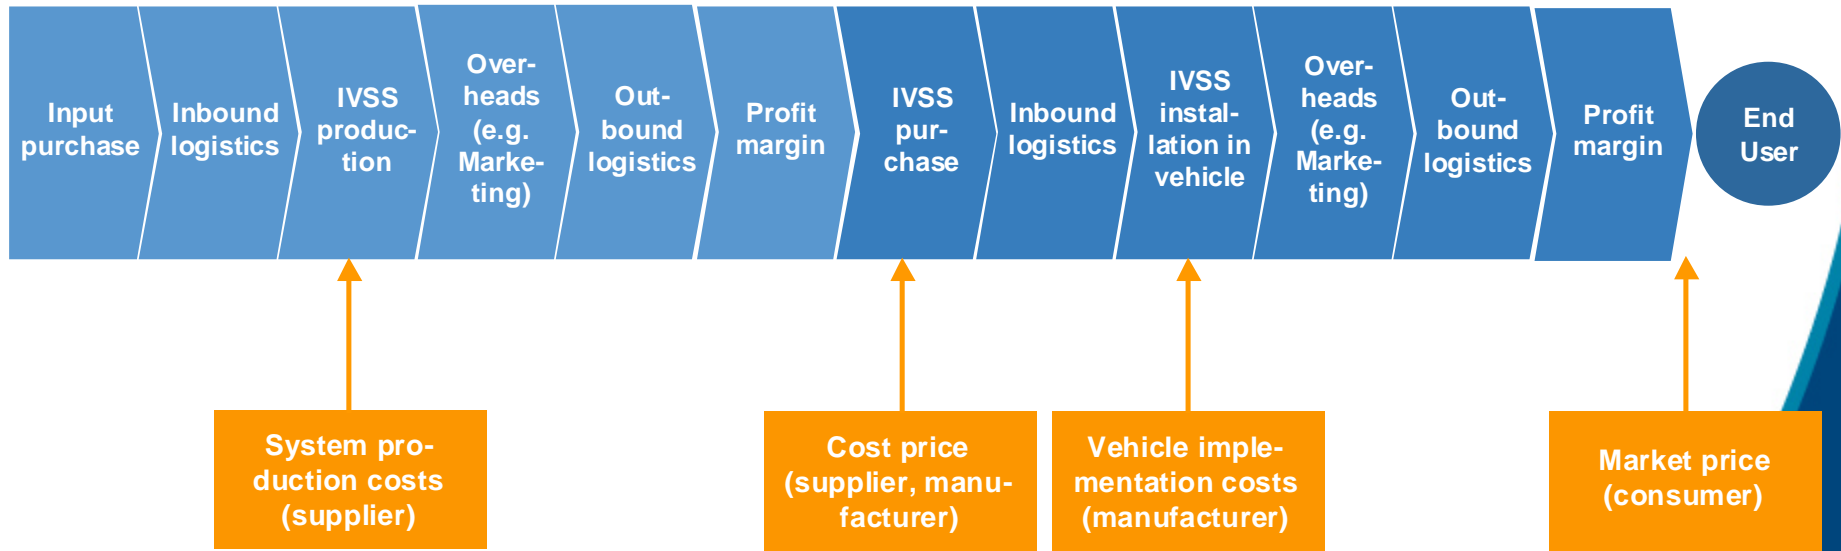 Input
purchase
Inbound
logistics
IVSS
produc-
tion
Over-
heads
(e.g.
Marke-
ting)
Out-
bound
logistics
Profit
margin
IVSS
pur-
chase
Inbound
logistics
IVSS
instal-
lation in
vehicle
Over-
heads
(e.g.
Marke-
ting)
Out-
bound
logistics
Profit
margin
End
User
System pro-
duction costs
(supplier)
Cost price
(supplier, manu-
facturer)
Vehicle imple-
mentation costs
(manufacturer)
Market price
(consumer)